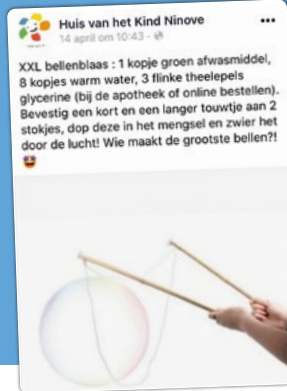 Huis van het Kind Ninove
14 april om 10:43
XXL bellenblaas : 1 kopje groen afwasmiddel,
8 kopjes warm water, 3 flinke theelepels
glycerine (bij de apotheek of online bestellen).
Bevestig een kort en een langer touwtje aan 2
stokjes, dop deze in het mengsel en zwier het
door de lucht! Wie maakt de grootste bellen?!